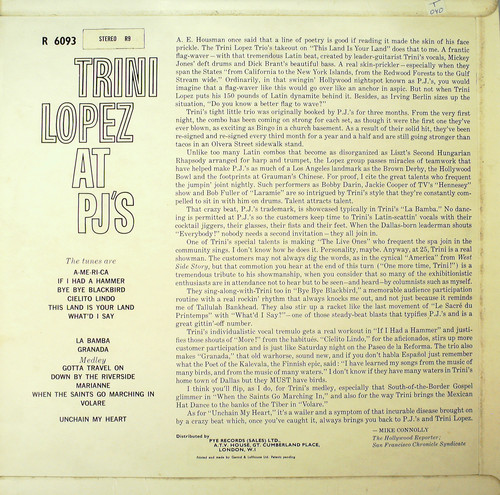 T
040
R 6093
STEREO R9
TRINI
LOPEZ
AT
PJ'S
The tunes are
A-ME-RI-CA
IF I HAD A HAMMER
BYE BYE BLACKBIRD
CIELITO LINDO
THIS LAND IS YOUR LAND
WHAT'D I SAY
LA BAMBA
GRANADA
Medley
GOTTA TRAVEL ON
DOWN BY THE RIVERSIDE
MARIANNE
WHEN THE SAINTS GO MARCHING IN
VOLARE
UNCHAIN MY HEART
A. E. Housman once said that a line of poetry is good if reading it made the skin of his face
prickle. The Trini Lopez Trio's takeout on "This Land Is Your Land" does that to me. A frantic
flag-waver—with that tremendous Latin beat, created by leader-guitarist Trini's vocals, Mickey
Jones' deft drums and Dick Brant's beautiful bass. A real skin-prickler—especially when they
span the States "from California to the New York Islands, from the Redwood Forests to the Gulf
Stream wide." Ordinarily, in that swingin' Hollywood nightspot known as P.J.'s, you would
imagine that a flag-waver like this would go over like an anchor in aspic. But not when Trini
Lopez puts his 150 pounds of Latin dynamite behind it. Besides, as Irving Berlin sizes up the
situation, "Do you know a better flag to wave?"
Trini's tight little trio was originally booked by P.J.'s for three months. From the very first
night, the combo has been coming on strong for each set, as though it were the first one they've
ever blown, as exciting as Bingo in a church basement. As a result of their solid hit, they've been
re-signed and re-signed every third month for a year and a half and are still going stronger than
tacos in an Olvera Street sidewalk stand.
Unlike too many Latin combos that become as disorganized as Liszt's Second Hungarian
Rhapsody arranged for harp and trumpet, the Lopez group passes miracles of teamwork that
have helped make P.J.'s as much of a Los Angeles landmark as the Brown Derby, the Hollywood
Bowl and the footprints at Grauman's Chinese. For proof, I cite the great talents who frequent
the jumpin' joint nightly. Such performers as Bobby Darin, Jackie Cooper of TV's "Hennesey"
show and Bob Fuller of "Laramie" are so intrigued by Trini's style that they're constantly com-
pelled to sit in with him on drums. Talent attracts talent.
That crazy beat, P.J.'s trademark, is showcased typically in Trini's "La Bamba." No danc-
ing is permitted at P.J.'s so the customers keep time to Trini's Latin-scattin' vocals with their
cocktail jiggers, their glasses, their fists and their feet. When the Dallas-born leaderman shouts
"Everybody!" nobody needs a second invitation—they all join in.
One of Trini's special talents is making "The Live Ones" who frequent the spa join in the
community sings. I don't know how he does it. Personality, maybe. Anyway, at 25, Trini is a real
showman. The customers may not always dig the words, as in the cynical "America" from West
Side Story, but that commotion you hear at the end of this turn ("One more time, Trini!") is a
tremendous tribute to his showmanship, when you consider that so many of the exhibitionistic
enthusiasts are in attendance not to hear but to be seen—and heard—by columnists such as myself.
They sing-along-with-Trini too in "Bye Bye Blackbird," a memorable audience participation
routine with a real rockin' rhythm that always knocks me out, and not just because it reminds
me of Tallulah Bankhead. They also stir up a racket like the last movement of "Le Sacré du
Printemps" with "What'd I Say!"—one of those steady-beat blasts that typifies P.J.'s and is a
great gittin'-off number.
Trini's individualistic vocal tremulo gets a real workout in "If I Had a Hammer" and justi-
fies those shouts of "More!" from the habitués. "Cielito Lindo," for the aficionados, stirs up more
customer participation and is just like Saturday night on the Paseo de la Reforma. The trio also
makes "Granada," that old warhorse, sound new, and if you don't habla Español just remember
what the Poet of the Kalevala, the Finnish epic, said: "I have learned my songs from the music of
many birds, and from the music of many waters," I don't know if they have many waters in Trini's
home town of Dallas but they MUST have birds.
I think you'll flip, as I do, for Trini's medley, especially that South-of-the-Border Gospel
glimmer in "When the Saints Go Marching In," and also for the way Trini brings the Mexican
Hat Dance to the banks of the Tiber in "Volare."
As for "Unchain My Heart," it's a wailer and a symptom of that incurable disease brought on
by a crazy beat which, once you've caught it, always brings you back to P.J.'s and Trini Lopez.
— MIKE CONNOLLY
The Hollywood Reporter;
San Francisco Chronicle Syndicate
Distributed by
PYE RECORDS (SALES) LTD.
A.T.V. HOUSE, GT. CUMBERLAND PLACE,
LONDON, W.1
Printed and made by Garrod & Lofthouse Ltd. Patents pending